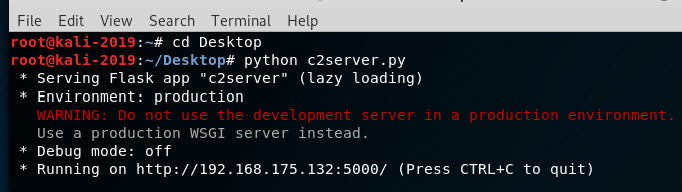 File Edit View Search Terminal Help
root@kali-2019:~# cd Desktop
root@kali-2019:~/Desktop# python c2server.py
* Serving Flask app "c2server" (lazy loading)
* Environment: production
WARNING: Do not use the development server in a production environment.
Use a production WSGI server instead.
* Debug mode: off
* Running on http://192.168.175.132:5000/ (Press CTRL+C to quit)